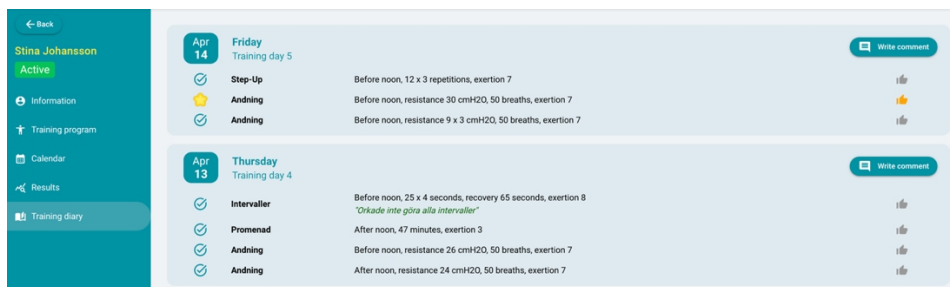 Back
Stina Johansson
Active
Information
Training program
Calendar
Results
Training diary
Apr
14
Friday
Training day 5
Write comment
Step-Up Before noon, 12 x 3 repetitions, exertion 7
Andning Before noon, resistance 30 cmH2O, 50 breaths, exertion 7
Andning Before noon, resistance 9 x 3 cmH2O, 50 breaths, exertion 7
Apr
13
Thursday
Training day 4
Write comment
Intervaller Before noon, 25 x 4 seconds, recovery 65 seconds, exertion 8
"Orkade inte göra alla intervaller"
Promenad After noon, 47 minutes, exertion 3
Andning Before noon, resistance 26 cmH2O, 50 breaths, exertion 7
Andning After noon, resistance 24 cmH2O, 50 breaths, exertion 7